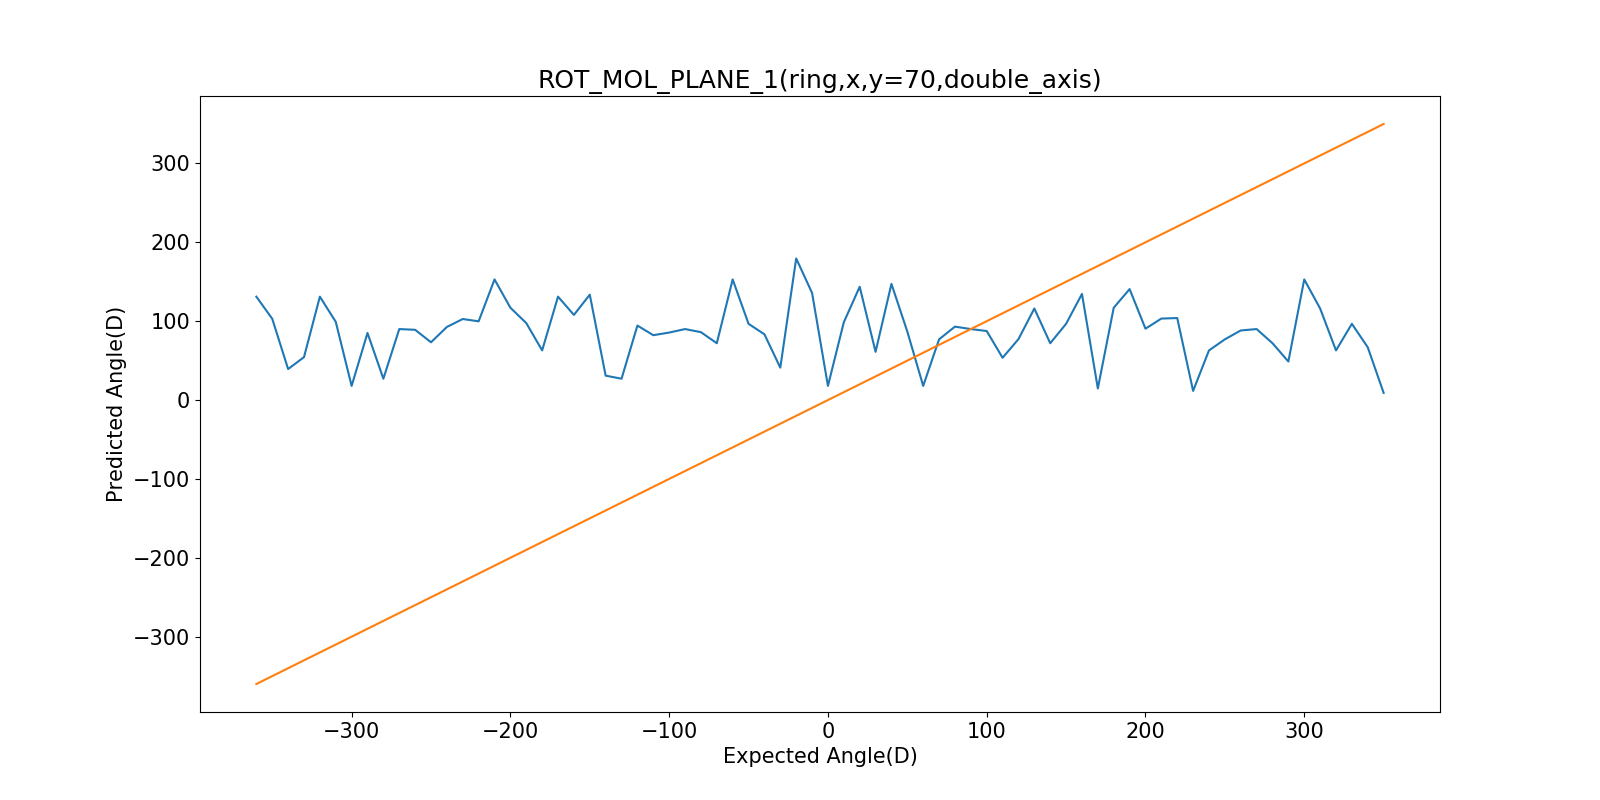 ROT_MOL_PLANE_1(ring,x,y=70,double_axis)
300
200
100
0
−100
−200
−300
Predicted Angle(D)
−300 −200 −100 0 100 200 300
Expected Angle(D)